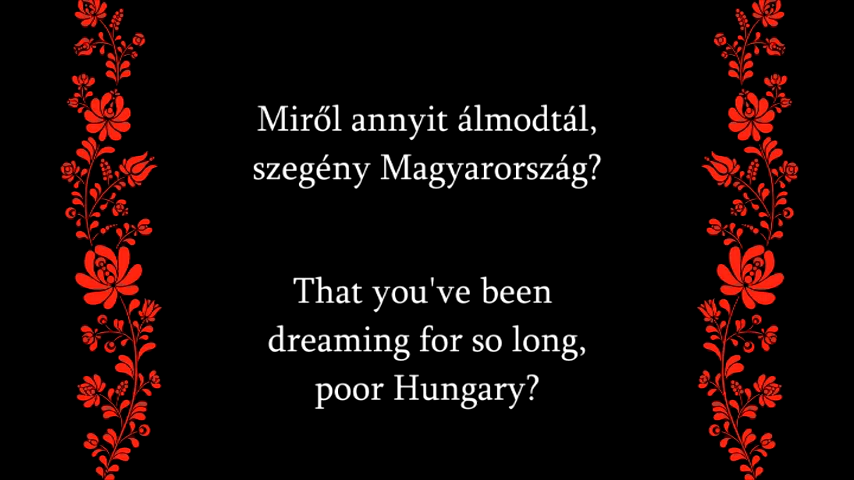 Miről annyit álmodtál,
szegény Magyarország?
That you've been
dreaming for so long,
poor Hungary?